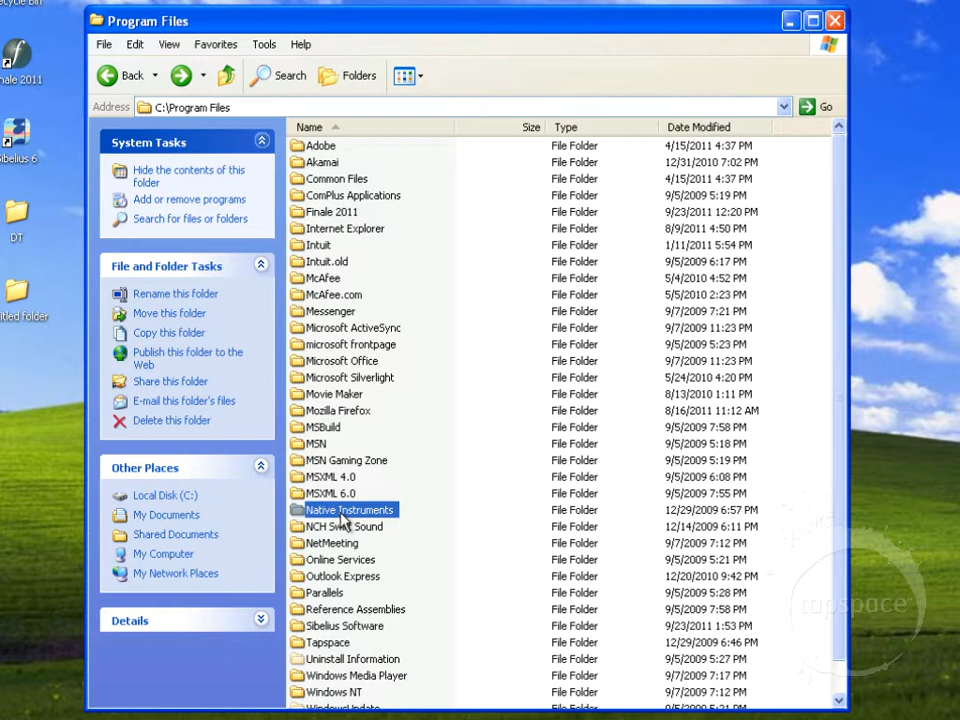 ecycle Bin
nale 2011
Sibelius 6
DT
titled folder
Program Files
File Edit View Favorites Tools Help
Back Search Folders
Address C:\Program Files Go
System Tasks
Hide the contents of this
folder
Add or remove programs
Search for files or folders
File and Folder Tasks
Rename this folder
Move this folder
Copy this folder
Publish this folder to the
Web
Share this folder
E-mail this folder's files
Delete this folder
Other Places
Local Disk (C:)
My Documents
Shared Documents
My Computer
My Network Places
Details
Name Size Type Date Modified
Adobe File Folder 4/15/2011 4:37 PM
Akamai File Folder 12/31/2010 7:02 PM
Common Files File Folder 4/15/2011 4:37 PM
ComPlus Applications File Folder 9/5/2009 5:19 PM
Finale 2011 File Folder 9/23/2011 12:20 PM
Internet Explorer File Folder 8/9/2011 4:50 PM
Intuit File Folder 1/11/2011 5:54 PM
Intuit.old File Folder 9/5/2009 6:17 PM
McAfee File Folder 5/4/2010 4:52 PM
McAfee.com File Folder 5/5/2010 2:23 PM
Messenger File Folder 9/7/2009 7:21 PM
Microsoft ActiveSync File Folder 9/7/2009 11:23 PM
microsoft frontpage File Folder 9/5/2009 5:23 PM
Microsoft Office File Folder 9/7/2009 11:23 PM
Microsoft Silverlight File Folder 5/24/2010 4:20 PM
Movie Maker File Folder 8/13/2010 1:11 PM
Mozilla Firefox File Folder 8/16/2011 11:12 AM
MSBuild File Folder 9/5/2009 7:58 PM
MSN File Folder 9/5/2009 5:18 PM
MSN Gaming Zone File Folder 9/5/2009 5:19 PM
MSXML 4.0 File Folder 9/5/2009 7:54 PM
MSXML 6.0 File Folder 9/5/2009 7:55 PM
Native Instruments File Folder 12/29/2009 6:57 PM
NCH Swift Sound File Folder 12/14/2009 6:11 PM
NetMeeting File Folder 9/7/2009 7:12 PM
Online Services File Folder 9/5/2009 5:21 PM
Outlook Express File Folder 12/20/2010 9:42 PM
Parallels File Folder 9/5/2009 5:28 PM
Reference Assemblies File Folder 9/5/2009 7:58 PM
Sibelius Software File Folder 9/23/2011 1:53 PM
Tapspace File Folder 12/29/2009 6:46 PM
Uninstall Information File Folder 9/5/2009 5:27 PM
Windows Media Player File Folder 9/7/2009 7:17 PM
Windows NT File Folder 9/7/2009 7:12 PM
WindowsUpdate
tapspace